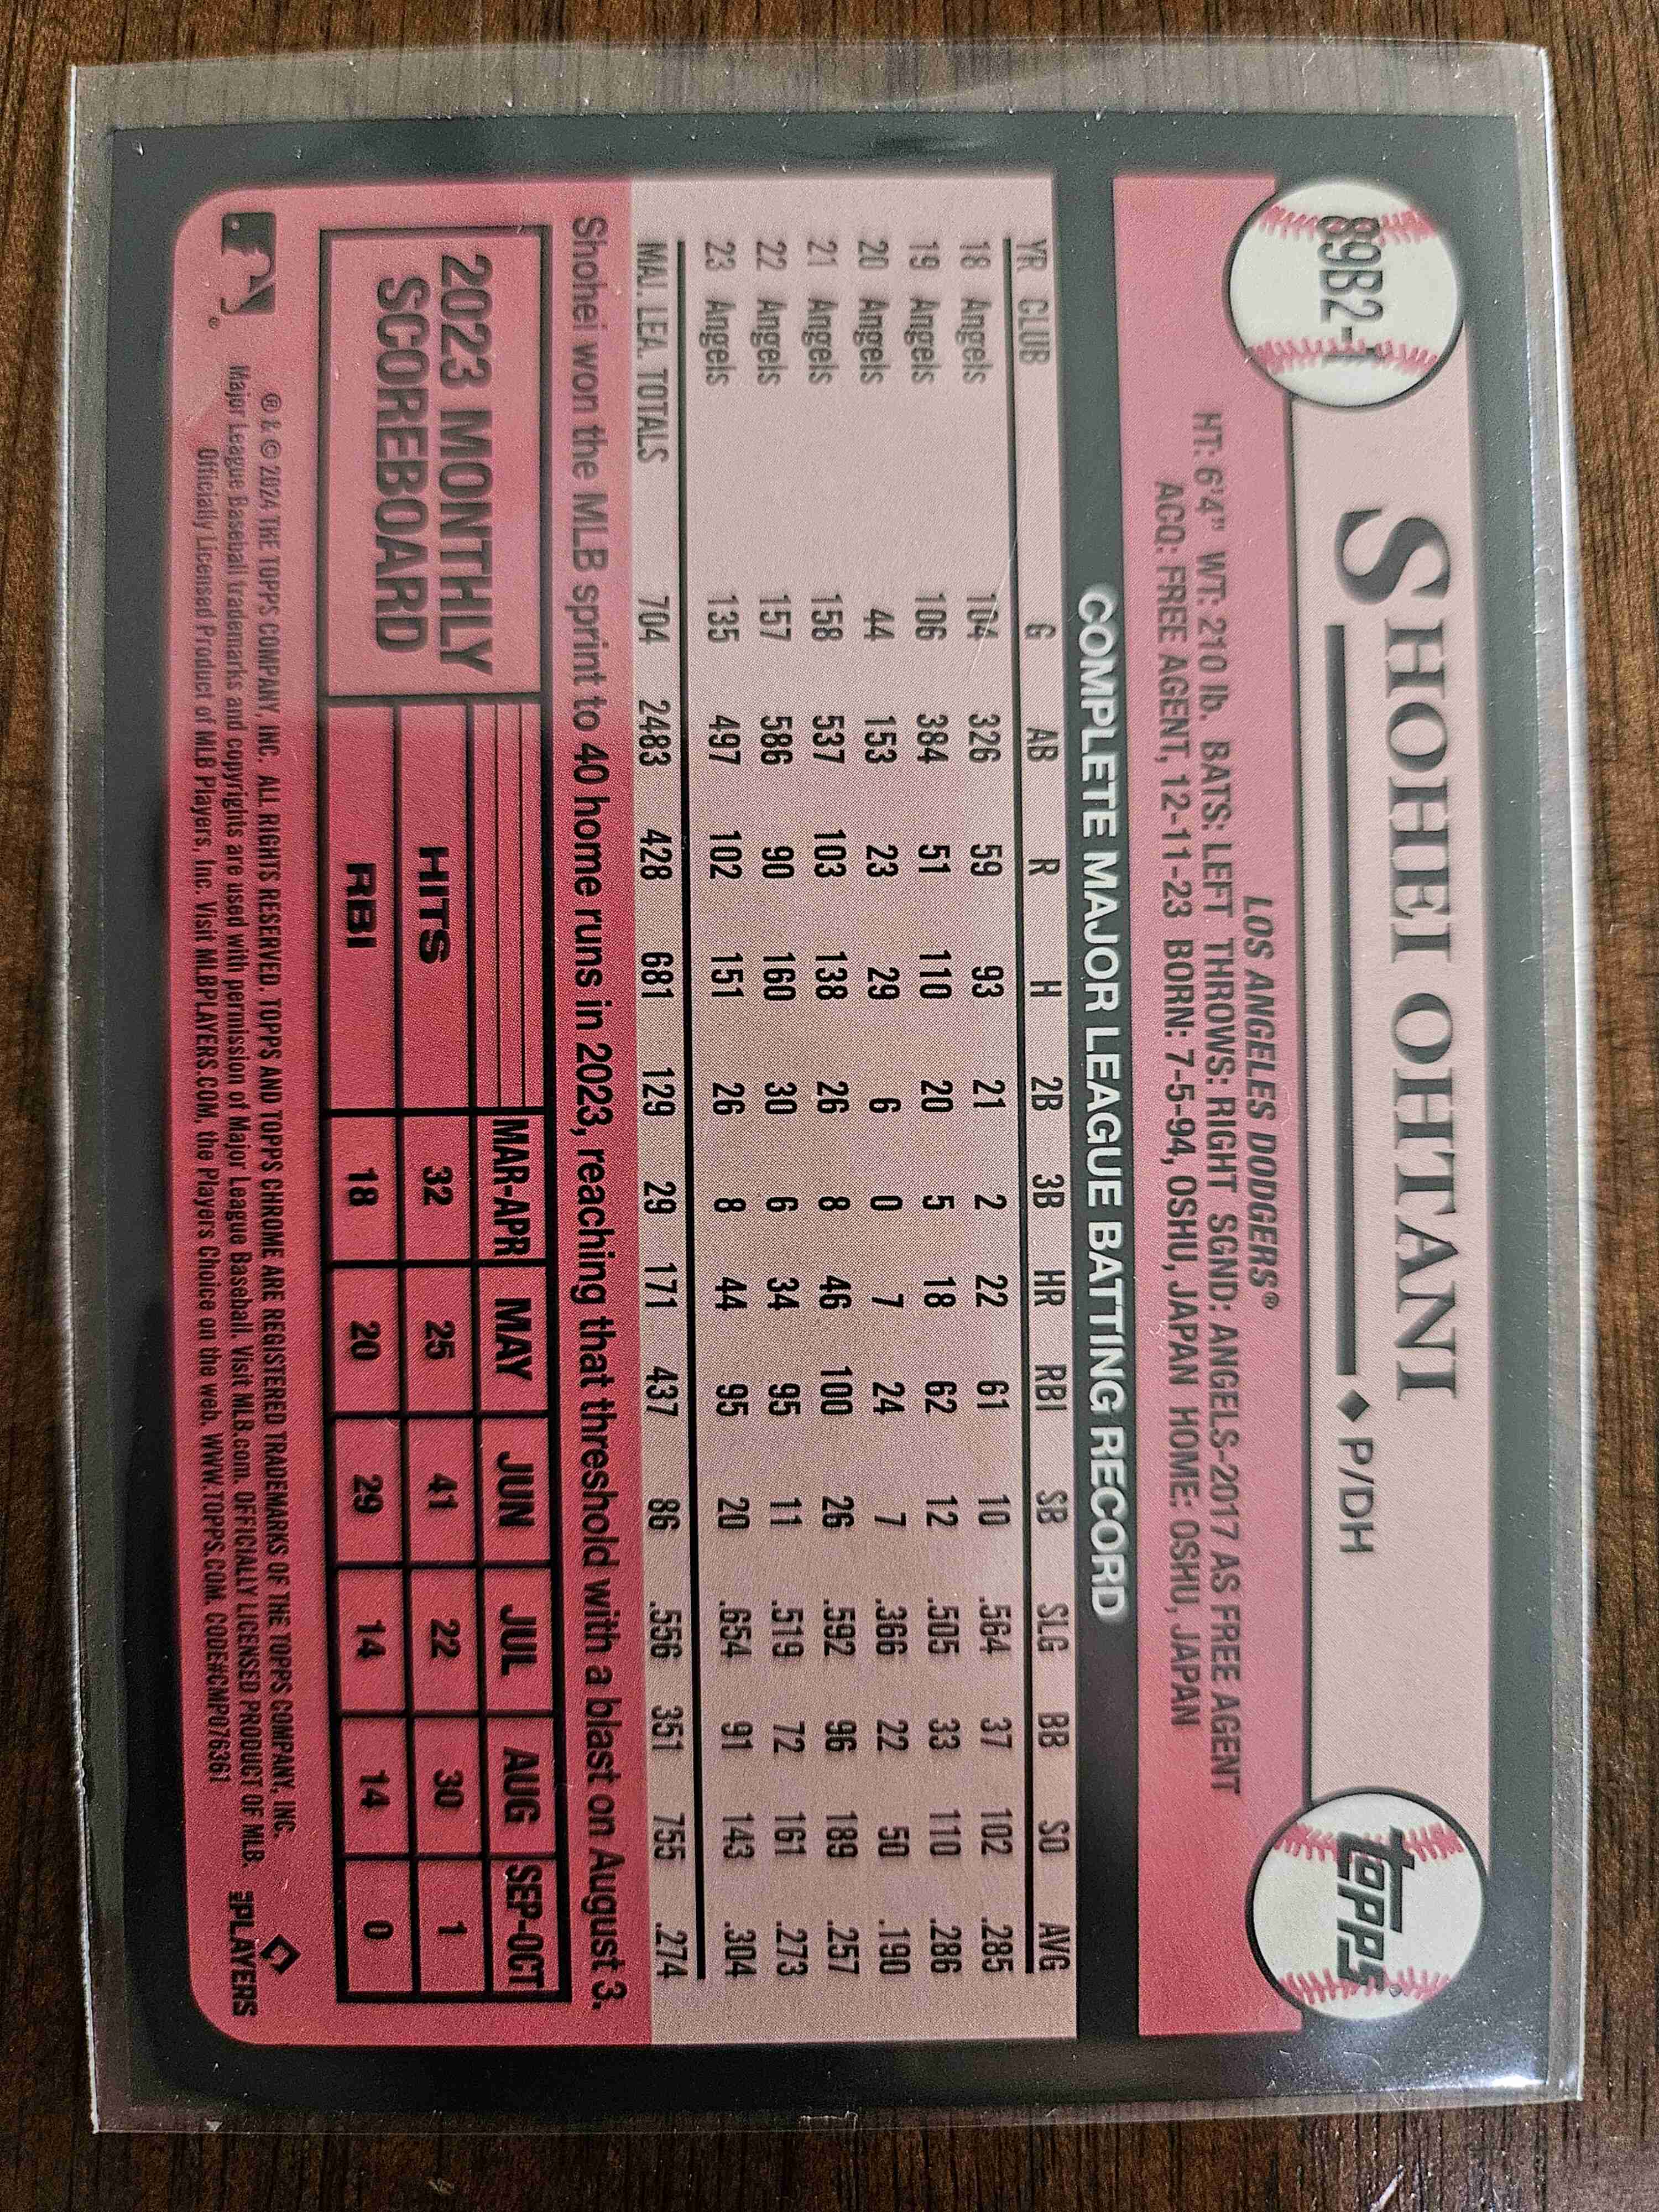 89B2-1
SHOHEI OHTANI
♦ P/DH
TOPPS®
LOS ANGELES DODGERS®
HT: 6'4" WT: 210 lb. BATS: LEFT THROWS: RIGHT SGND: ANGELS-2017 AS FREE AGENT
ACQ: FREE AGENT, 12-11-23 BORN: 7-5-94, OSHU, JAPAN HOME: OSHU, JAPAN
COMPLETE MAJOR LEAGUE BATTING RECORD
YR CLUB G AB R H 2B 3B HR RBI SB SLG BB SO AVG
18 Angels 104 326 59 93 21 2 22 61 10 .564 37 102 .285
19 Angels 106 384 51 110 20 5 18 62 12 .505 33 110 .286
20 Angels 44 153 23 29 6 0 7 24 7 .366 22 50 .190
21 Angels 158 537 103 138 26 8 46 100 26 .592 96 189 .257
22 Angels 157 586 90 160 30 6 34 95 11 .519 72 161 .273
23 Angels 135 497 102 151 26 8 44 95 20 .654 91 143 .304
MAJ. LEA. TOTALS 704 2483 428 681 129 29 171 437 86 .556 351 755 .274
Shohei won the MLB sprint to 40 home runs in 2023, reaching that threshold with a blast on August 3.
2023 MONTHLY
SCOREBOARD
MAR-APR MAY JUN JUL AUG SEP-OCT
HITS 32 25 41 22 30 1
RBI 18 20 29 14 14 0
® & © 2024 THE TOPPS COMPANY, INC. ALL RIGHTS RESERVED. TOPPS AND TOPPS CHROME ARE REGISTERED TRADEMARKS OF THE TOPPS COMPANY, INC.
Major League Baseball trademarks and copyrights are used with permission of Major League Baseball. Visit MLB.com. OFFICIALLY LICENSED PRODUCT OF MLB.
Officially Licensed Product of MLB Players, Inc. Visit MLBPLAYERS.COM, the Players Choice on the web. WWW.TOPPS.COM. CODE#CMP076361
PLAYERS